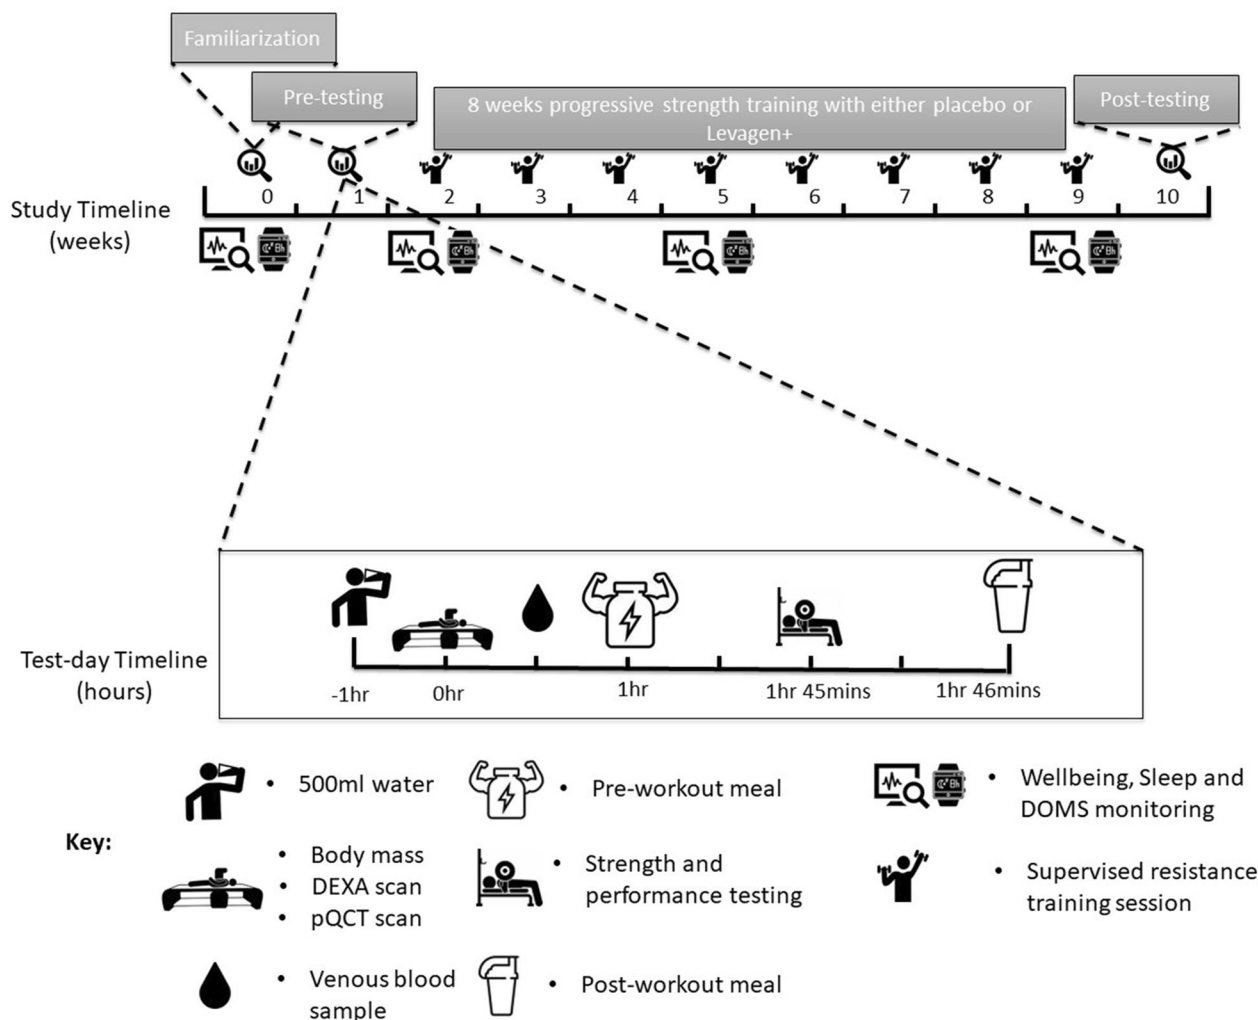 Familiarization
Pre-testing
8 weeks progressive strength training with either placebo or
Levagen+
Post-testing
Study Timeline
(weeks)
0 1 2 3 4 5 6 7 8 9 10
Test-day Timeline
(hours)
-1hr 0hr 1hr 1hr 45mins 1hr 46mins
Key:
• 500ml water
• Body mass
• DEXA scan
• pQCT scan
• Venous blood
sample
• Pre-workout meal
• Strength and
performance testing
• Post-workout meal
• Wellbeing, Sleep and
DOMS monitoring
• Supervised resistance
training session